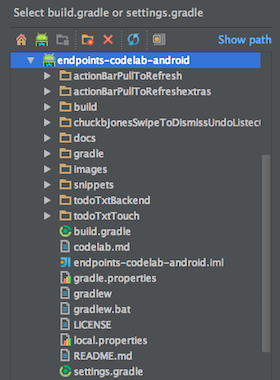 Select build.gradle or settings.gradle
Show path
endpoints-codelab-android
actionBarPullToRefresh
actionBarPullToRefreshextras
build
chuckbjonesSwipeToDismissUndoListec
docs
gradle
images
snippets
todoTxtBackend
todoTxtTouch
build.gradle
codelab.md
endpoints-codelab-android.iml
gradle.properties
gradlew
gradlew.bat
LICENSE
local.properties
README.md
settings.gradle